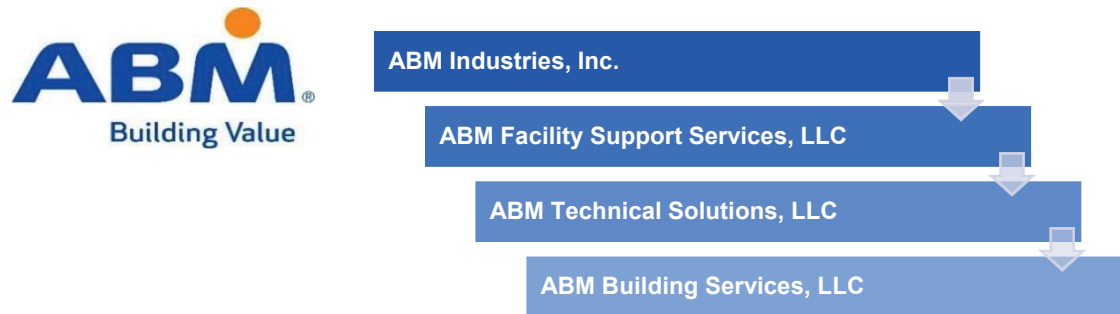 ABM®
Building Value
ABM Industries, Inc.
ABM Facility Support Services, LLC
ABM Technical Solutions, LLC
ABM Building Services, LLC